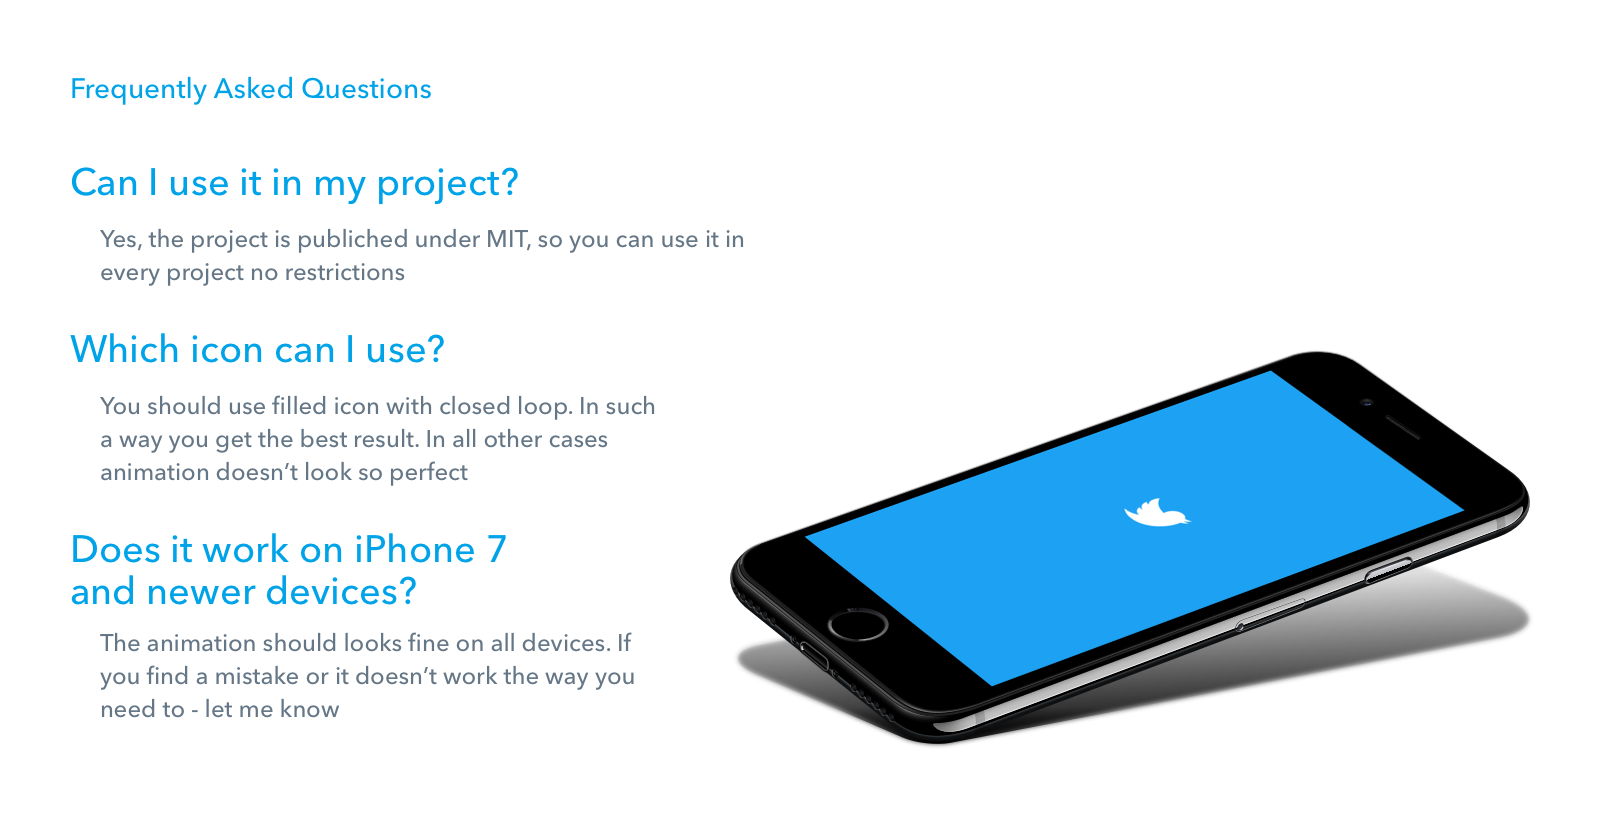 Frequently Asked Questions
Can I use it in my project?
Yes, the project is publiched under MIT, so you can use it in
every project no restrictions
Which icon can I use?
You should use filled icon with closed loop. In such
a way you get the best result. In all other cases
animation doesn’t look so perfect
Does it work on iPhone 7
and newer devices?
The animation should looks fine on all devices. If
you find a mistake or it doesn’t work the way you
need to - let me know